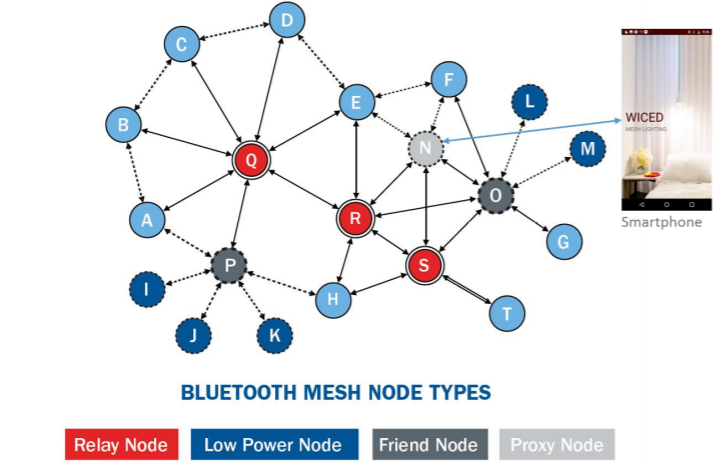 D
C
E
F
L
B
WICED
MESH LIGHTING
N
M
Q
O
A
R
Smartphone
G
P
S
I
H
T
J
K
BLUETOOTH MESH NODE TYPES
Relay Node
Low Power Node
Friend Node
Proxy Node